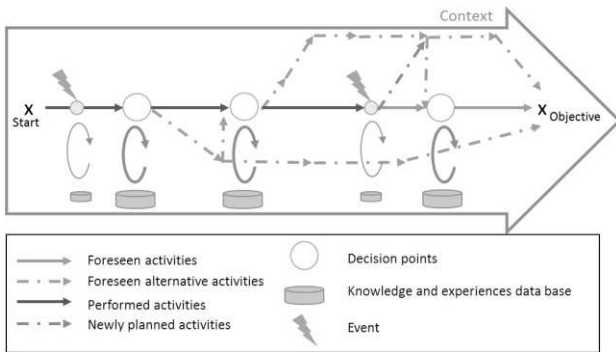 Context
X
Start
X Objective
Foreseen activities
Foreseen alternative activities
Performed activities
Newly planned activities
Decision points
Knowledge and experiences data base
Event